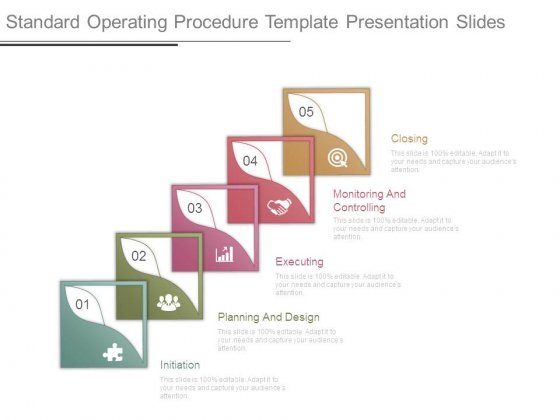 Standard Operating Procedure Template Presentation Slides
05
Closing
This slide is 100% editable. Adapt it to
your needs and capture your audience's
attention.
04
Monitoring And
Controlling
This slide is 100% editable. Adapt it to
your needs and capture your audience's
attention.
03
Executing
This slide is 100% editable. Adapt it to
your needs and capture your audience's
attention.
02
Planning And Design
This slide is 100% editable. Adapt it to
your needs and capture your audience's
attention.
01
Initiation
This slide is 100% editable. Adapt it to
your needs and capture your audience's
attention.